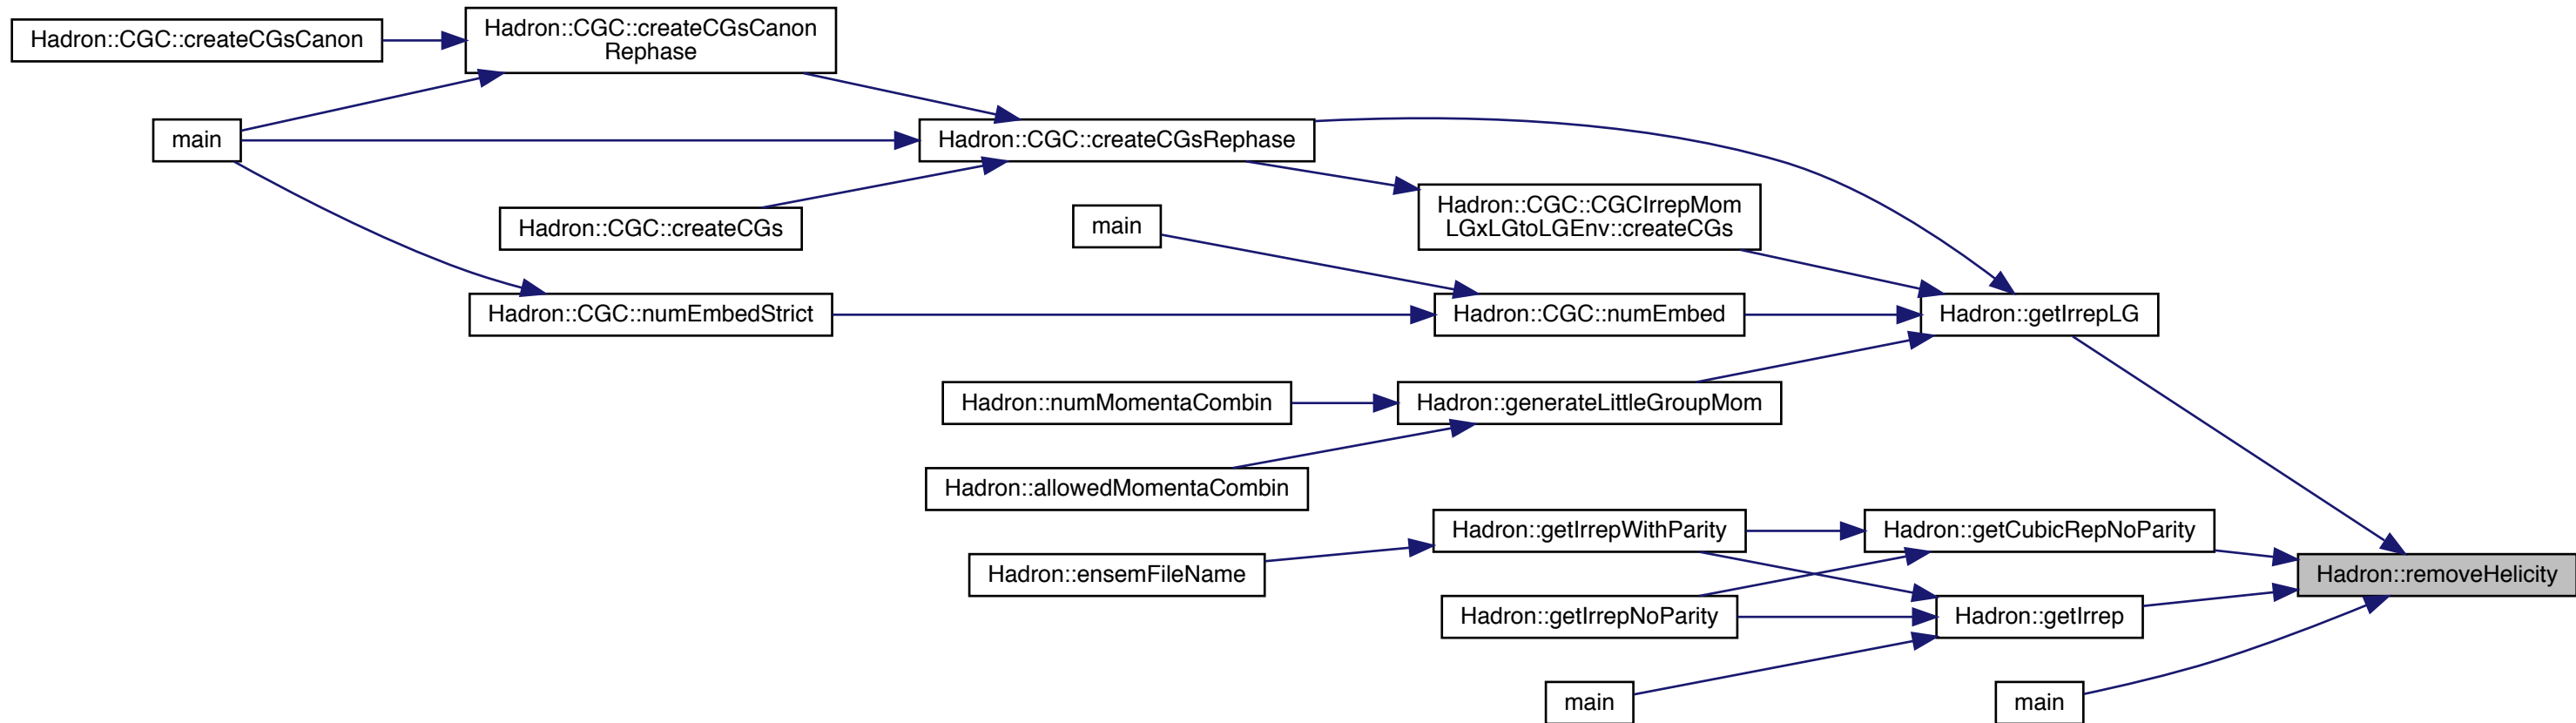 Hadron::CGC::createCGsCanon
Hadron::CGC::createCGsCanon
Rephase
main
Hadron::CGC::createCGsRephase
Hadron::CGC::createCGs
main
Hadron::CGC::CGCIrrepMom
LGxLGtoLGEnv::createCGs
Hadron::CGC::numEmbedStrict
Hadron::CGC::numEmbed
Hadron::getIrrepLG
Hadron::numMomentaCombin
Hadron::generateLittleGroupMom
Hadron::allowedMomentaCombin
Hadron::getIrrepWithParity
Hadron::getCubicRepNoParity
Hadron::ensemFileName
Hadron::removeHelicity
Hadron::getIrrepNoParity
Hadron::getIrrep
main
main